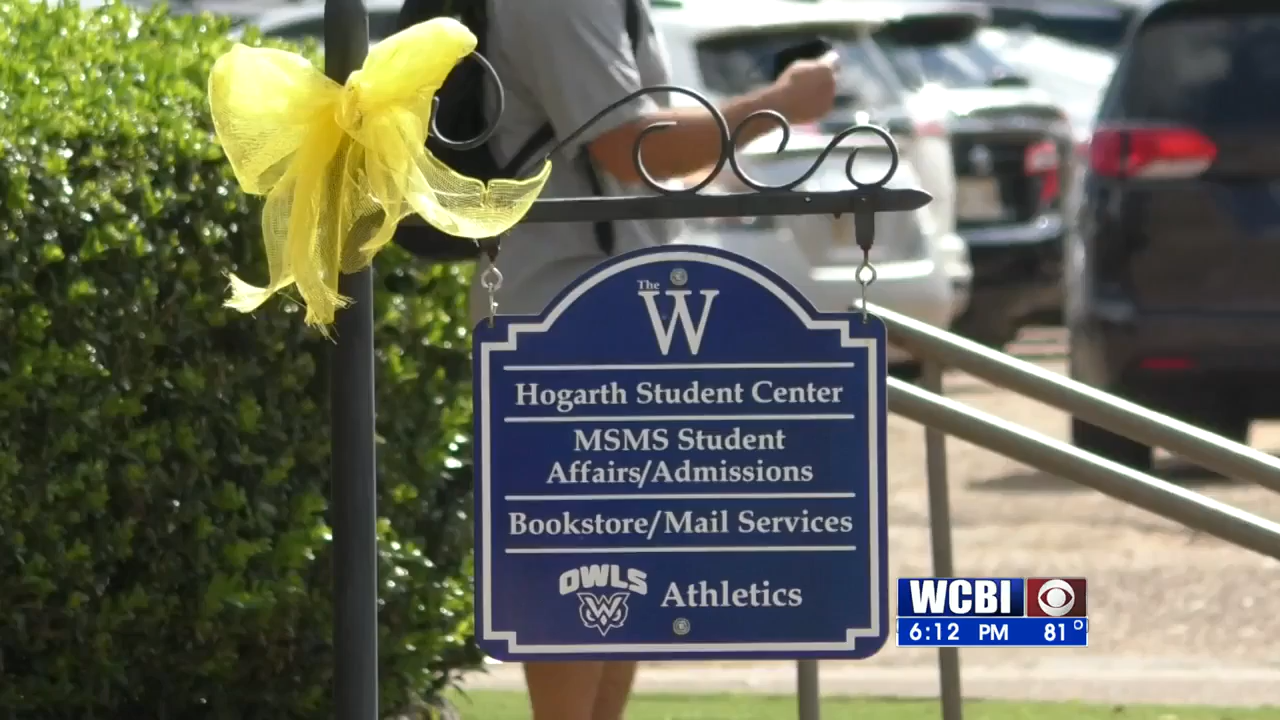 The
W
Hogarth Student Center
MSMS Student
Affairs/Admissions
Bookstore/Mail Services
OWLS
W
Athletics
WCBI
6:12 PM 81°